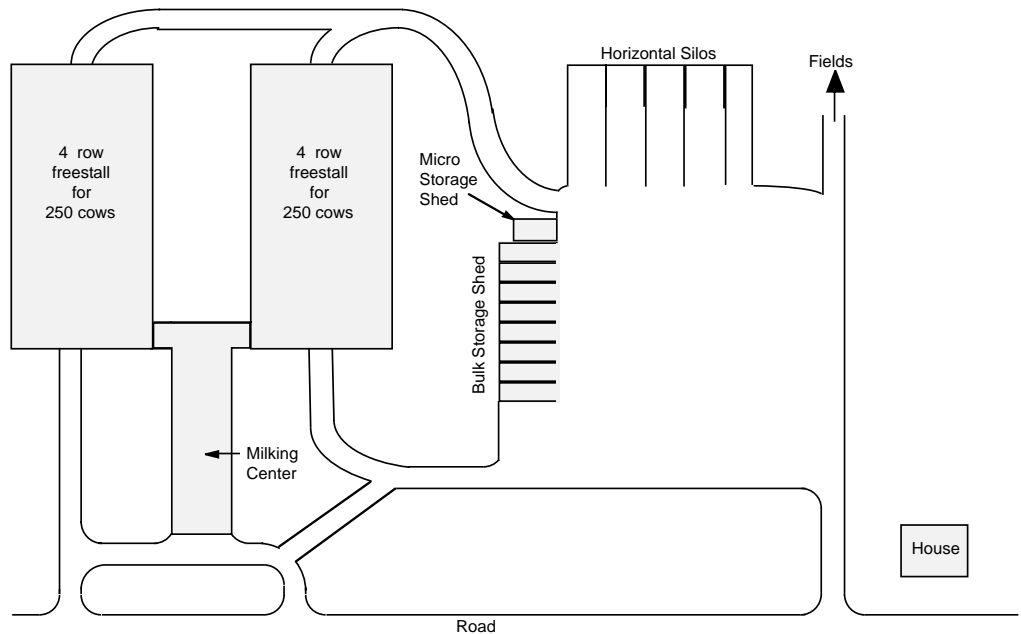 Horizontal Silos
Fields
4 row
freestall
for
250 cows
4 row
freestall
for
250 cows
Micro
Storage
Shed
Bulk Storage Shed
Milking
Center
House
Road